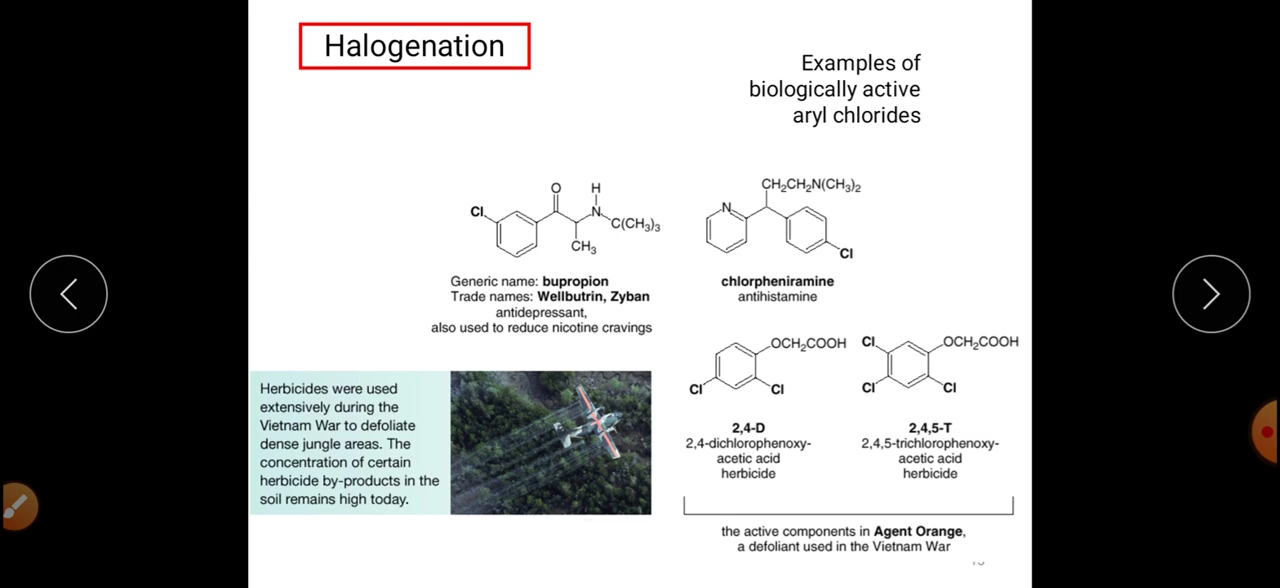 Halogenation
Examples of
biologically active
aryl chlorides
O
H
Cl
N
C(CH₃)₃
CH₃
Generic name: bupropion
Trade names: Wellbutrin, Zyban
antidepressant,
also used to reduce nicotine cravings
CH₂CH₂N(CH₃)₂
N
Cl
chlorpheniramine
antihistamine
OCH₂COOH
Cl
Cl
2,4-D
2,4-dichlorophenoxy-
acetic acid
herbicide
Cl
OCH₂COOH
Cl
Cl
2,4,5-T
2,4,5-trichlorophenoxy-
acetic acid
herbicide
the active components in Agent Orange,
a defoliant used in the Vietnam War
Herbicides were used
extensively during the
Vietnam War to defoliate
dense jungle areas. The
concentration of certain
herbicide by-products in the
soil remains high today.